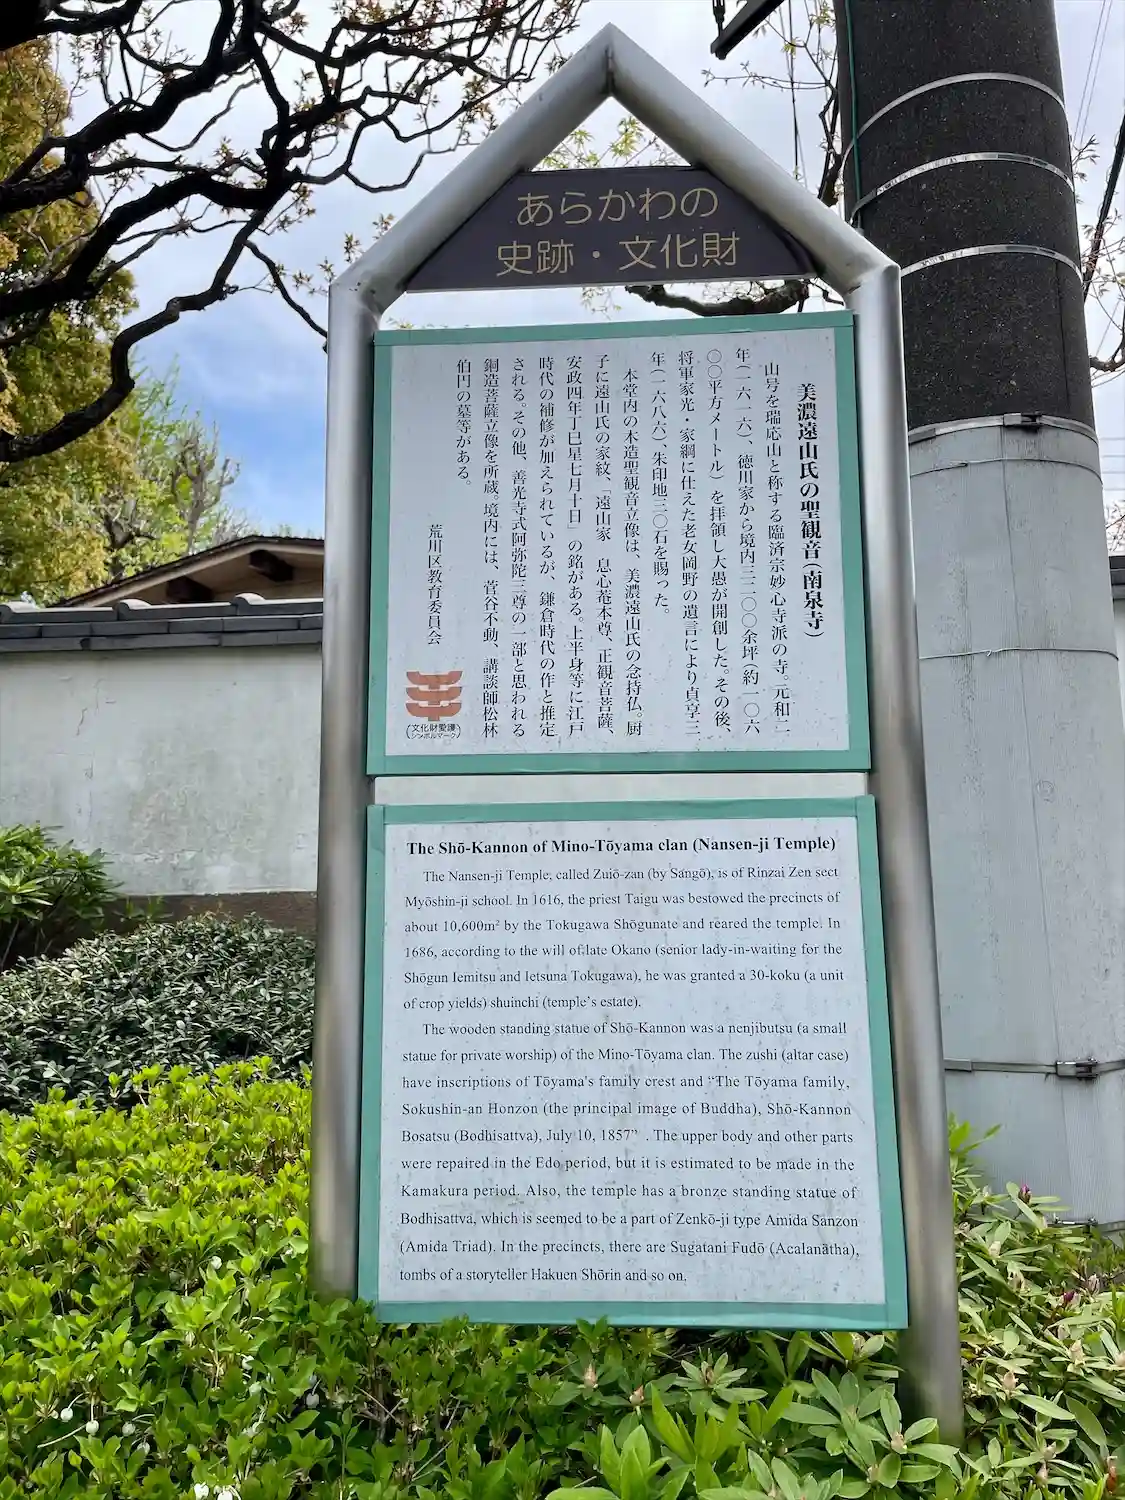 あらかわの
史跡・文化財
美濃遠山氏の聖観音(南泉寺)
山号を瑞応山と称する臨済宗妙心寺派の寺。元和二
年(一六一六)、徳川家から境内三二〇〇余坪(約一〇六
〇〇平方メートル)を拝領し大愚が開創した。その後、
将軍家光・家綱に仕えた老女岡野の遺言により貞享三
年(一六八六)朱印地三〇石を賜った。
本堂内の木造聖観音立像は、美濃遠山氏の念持仏。厨
子に遠山氏の家紋、「遠山家 息心菴本尊、正観音菩薩、
安政四年丁巳星七月十日」の銘がある。上半身等に江戸
時代の補修が加えられているが、鎌倉時代の作と推定
される。その他、善光寺式阿弥陀三尊の一部と思われる
銅造菩薩立像を所蔵。境内には、菅谷不動、講談師松林
伯円の墓等がある。
荒川区教育委員会
(文化財愛護
シンボルマーク)
The Shō-Kannon of Mino-Tōyama clan (Nansen-ji Temple)
The Nansen-ji Temple, called Zuiō-zan (by Sangō), is of Rinzai Zen sect
Myōshin-ji school. In 1616, the priest Taigu was bestowed the precincts of
about 10,600m² by the Tokugawa Shōgunate and reared the temple. In
1686, according to the will of late Okano (senior lady-in-waiting for the
Shōgun Iemitsu and Ietsuna Tokugawa), he was granted a 30-koku (a unit
of crop yields) shuinchi (temple's estate).
The wooden standing statue of Shō-Kannon was a nenjibutsu (a small
statue for private worship) of the Mino-Tōyama clan. The zushi (altar case)
have inscriptions of Tōyama's family crest and “The Tōyama family,
Sokushin-an Honzon (the principal image of Buddha), Shō-Kannon
Bosatsu (Bodhisattva), July 10, 1857” . The upper body and other parts
were repaired in the Edo period, but it is estimated to be made in the
Kamakura period. Also, the temple has a bronze standing statue of
Bodhisattva, which is seemed to be a part of Zenkō-ji type Amida Sanzon
(Amida Triad). In the precincts, there are Sugatani Fudō (Acalanātha),
tombs of a storyteller Hakuen Shōrin and so on.